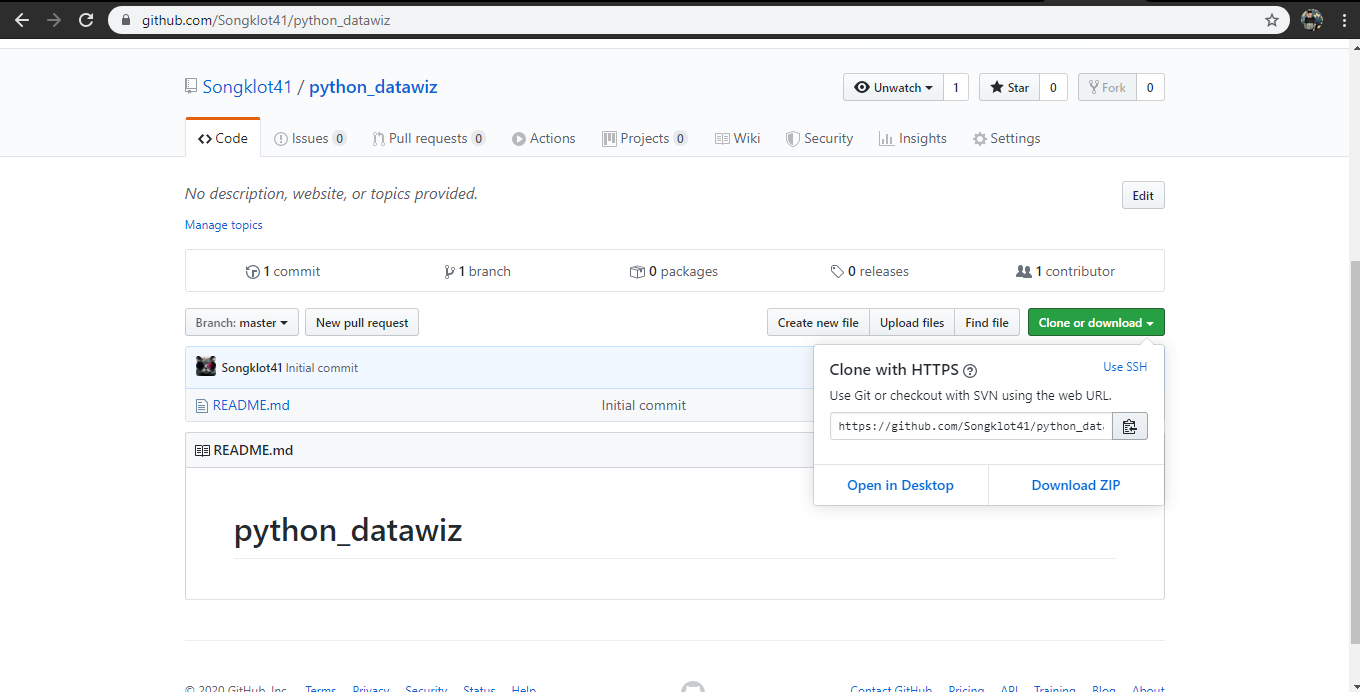 github.com/Songklot41/python_datawiz
Songklot41 / python_datawiz
Unwatch 1 Star 0 Fork 0
Code Issues 0 Pull requests 0 Actions Projects 0 Wiki Security Insights Settings
No description, website, or topics provided.
Edit
Manage topics
1 commit 1 branch 0 packages 0 releases 1 contributor
Branch: master New pull request Create new file Upload files Find file Clone or download
Songklot41 Initial commit
README.md Initial commit
Clone with HTTPS Use SSH
Use Git or checkout with SVN using the web URL.
https://github.com/Songklot41/python_data
Open in Desktop Download ZIP
README.md
python_datawiz
© 2020 GitHub, Inc. Terms Privacy Security Status Help Contact GitHub Pricing API Training Blog About